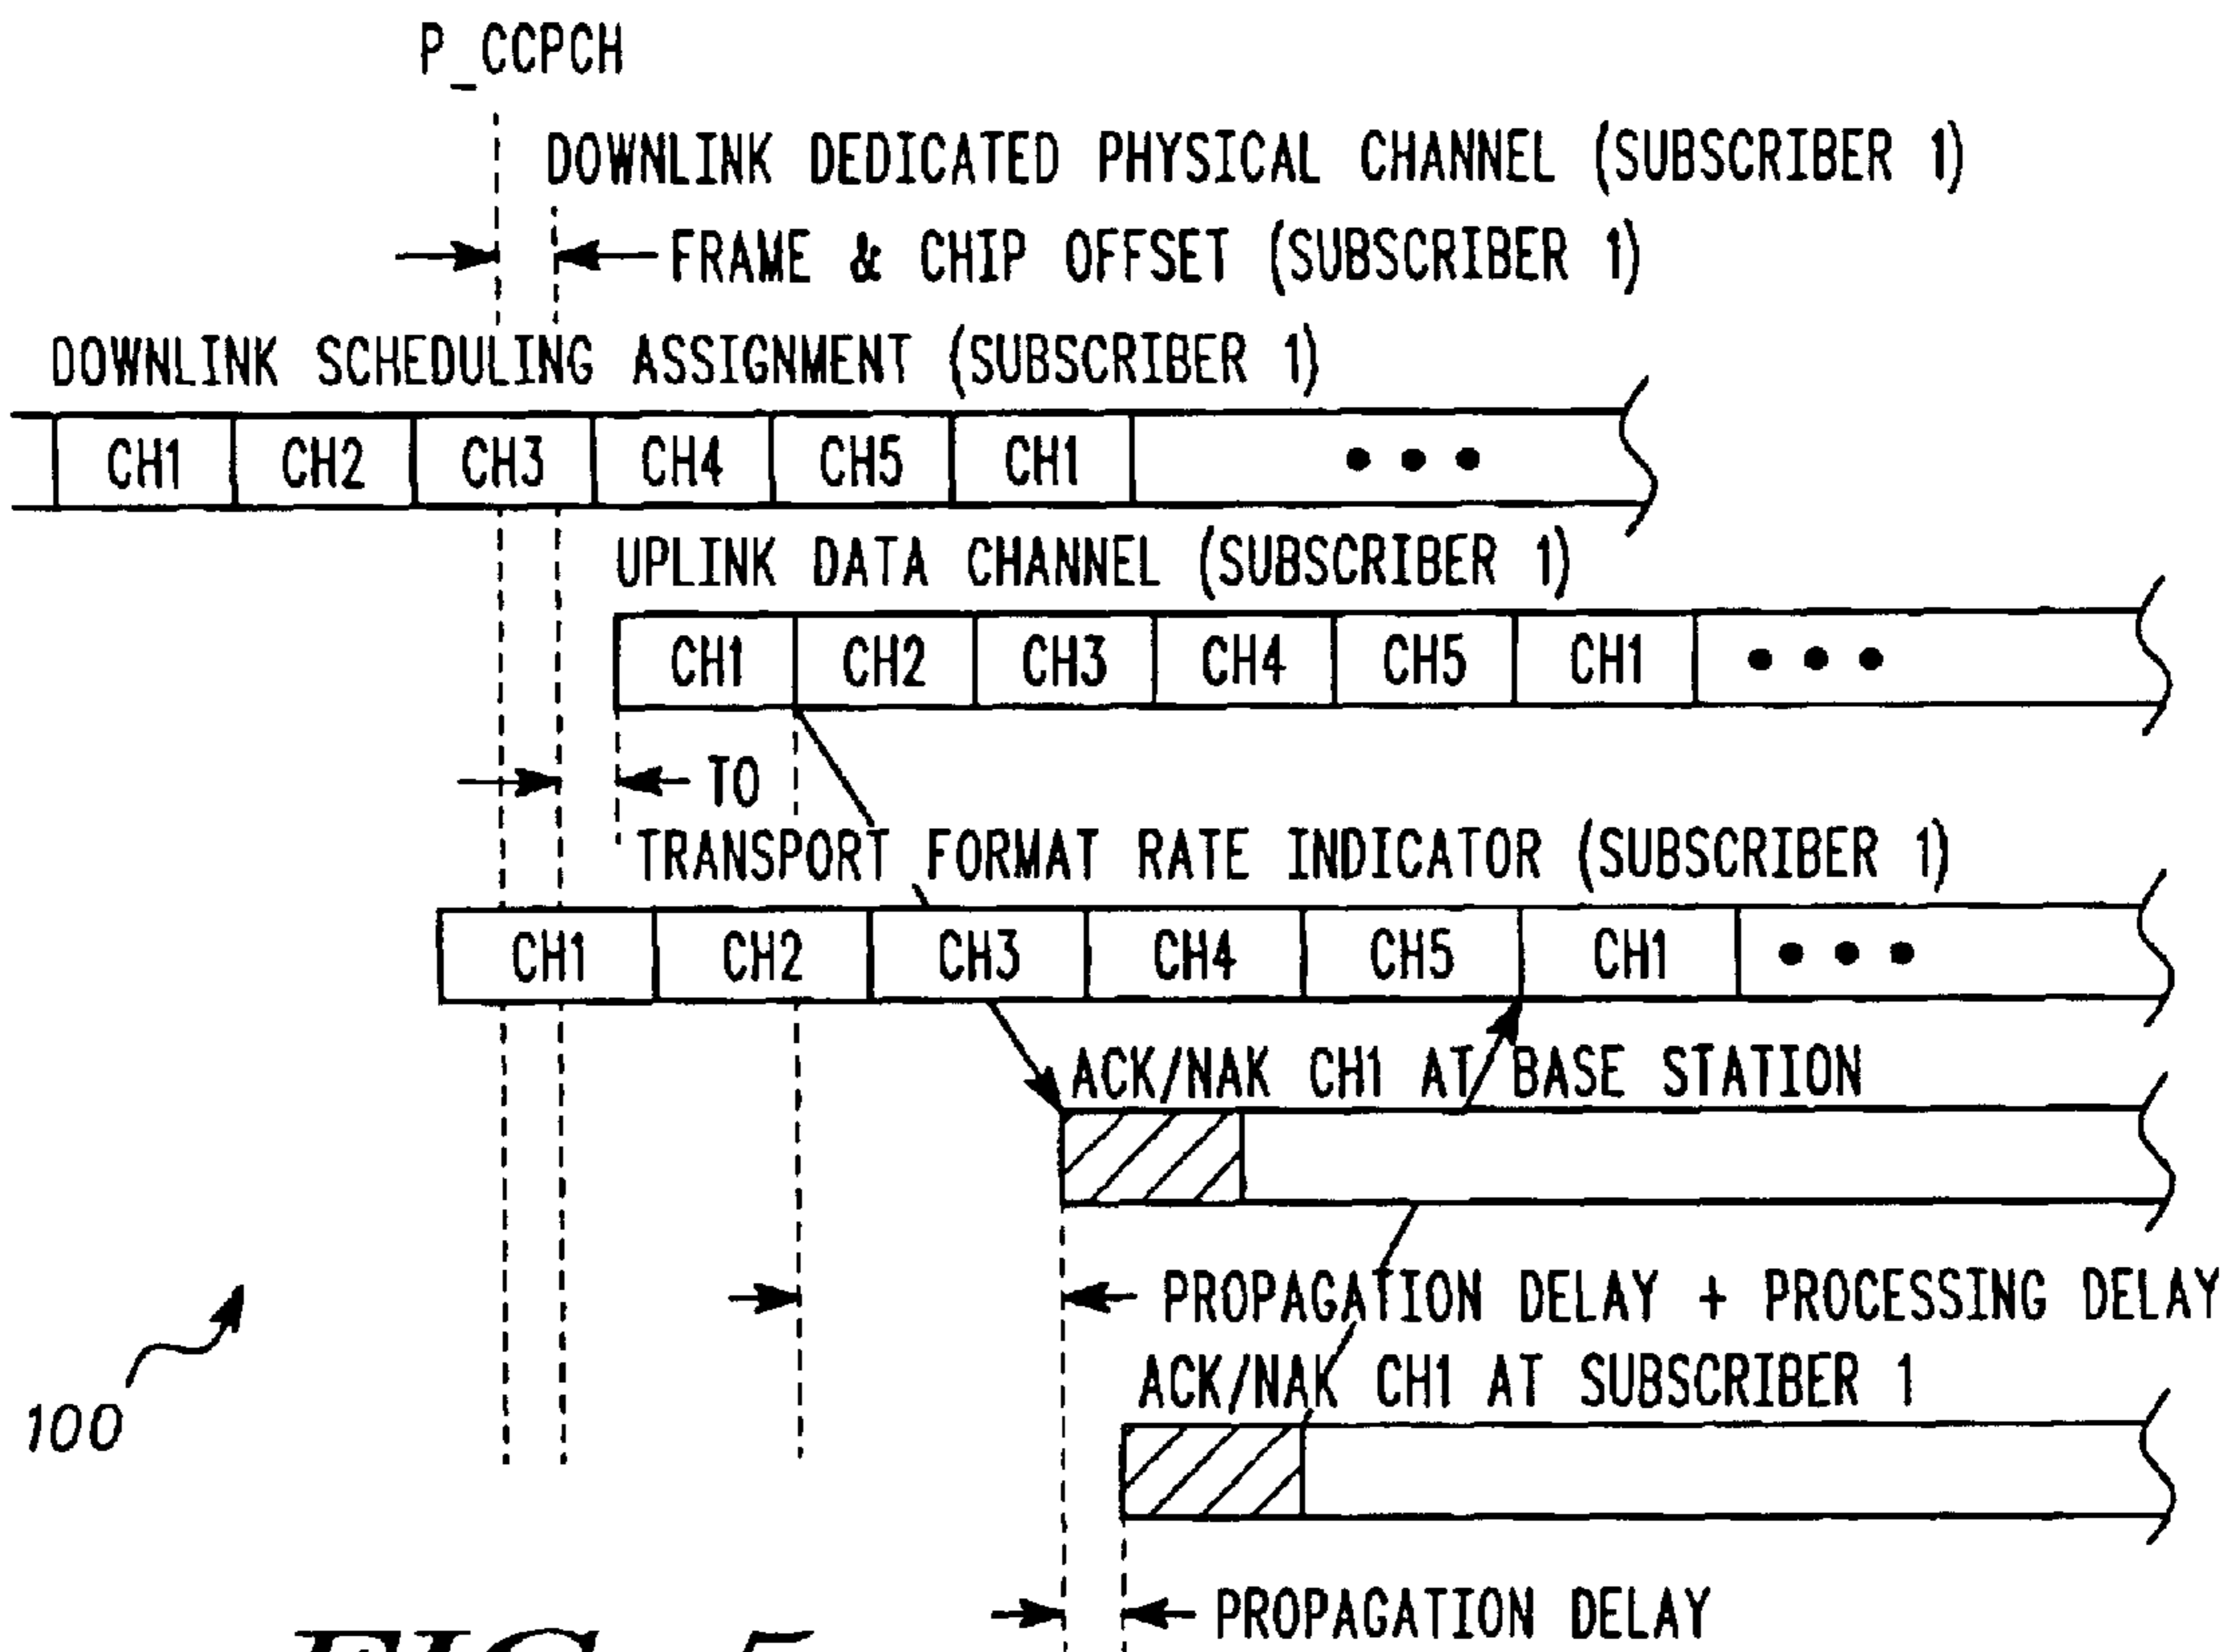 P_CCPCH
DOWNLINK DEDICATED PHYSICAL CHANNEL (SUBSCRIBER 1)
FRAME & CHIP OFFSET (SUBSCRIBER 1)
DOWNLINK SCHEDULING ASSIGNMENT (SUBSCRIBER 1)
CH1 CH2 CH3 CH4 CH5 CH1 •••
UPLINK DATA CHANNEL (SUBSCRIBER 1)
CH1 CH2 CH3 CH4 CH5 CH1 •••
TO
TRANSPORT FORMAT RATE INDICATOR (SUBSCRIBER 1)
CH1 CH2 CH3 CH4 CH5 CH1 •••
ACK/NAK CH1 AT BASE STATION
PROPAGATION DELAY + PROCESSING DELAY
ACK/NAK CH1 AT SUBSCRIBER 1
100
PROPAGATION DELAY
FIG. 5